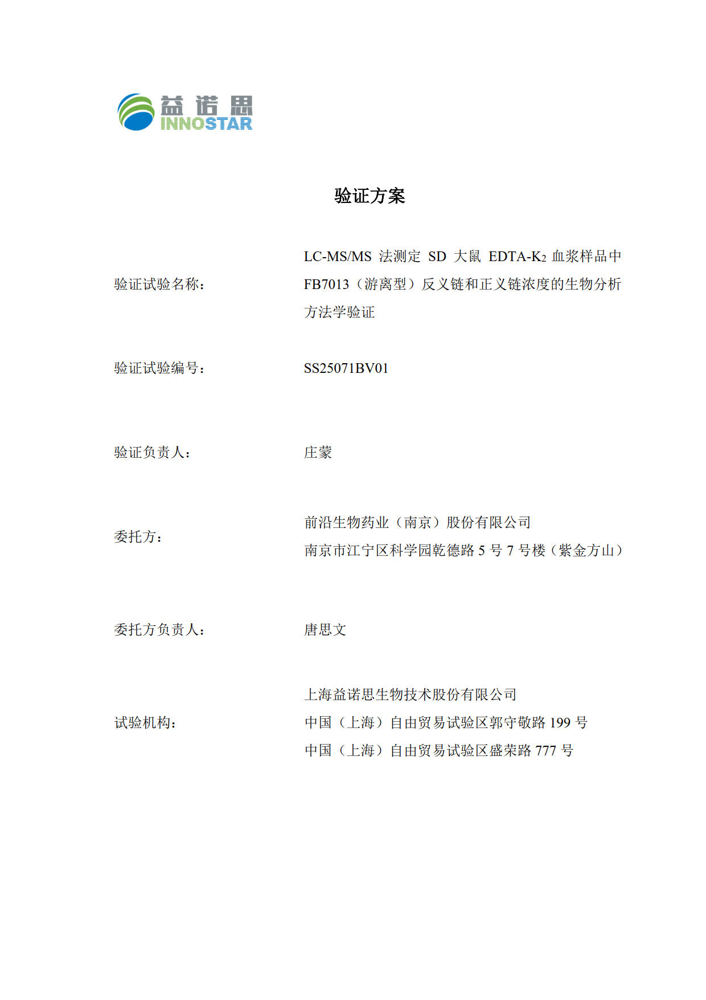 益诺思
INNOSTAR
验证方案
验证试验名称：
LC-MS/MS 法测定 SD 大鼠 EDTA-K2 血浆样品中
FB7013（游离型）反义链和正义链浓度的生物分析
方法学验证
验证试验编号：
SS25071BV01
验证负责人：
庄蒙
委托方：
前沿生物药业（南京）股份有限公司
南京市江宁区科学园乾德路 5 号 7 号楼（紫金方山）
委托方负责人：
唐思文
试验机构：
上海益诺思生物技术股份有限公司
中国（上海）自由贸易试验区郭守敬路 199 号
中国（上海）自由贸易试验区盛荣路 777 号